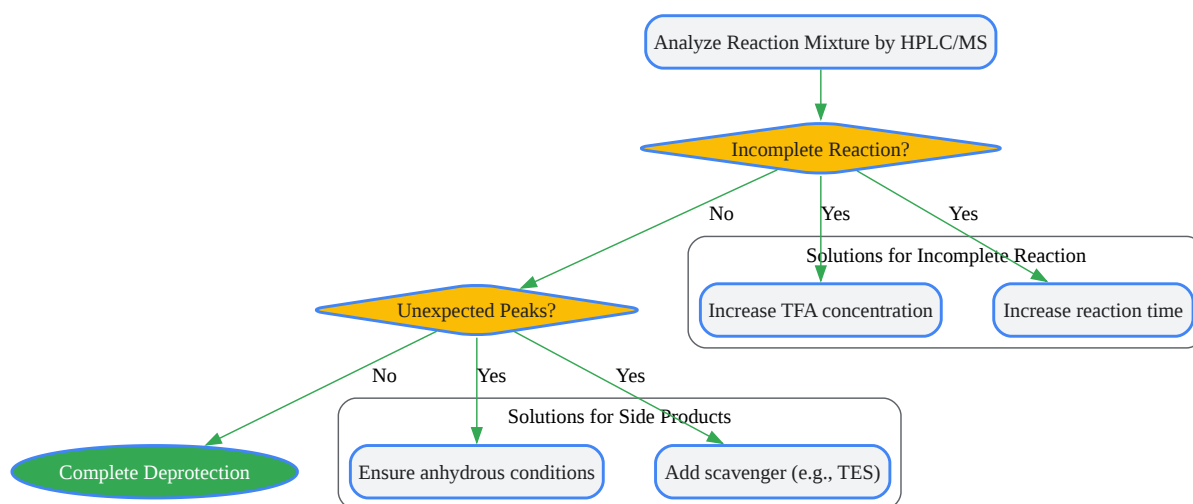 Analyze Reaction Mixture by HPLC/MS
Incomplete Reaction?
No
Yes
Yes
Solutions for Incomplete Reaction
Increase TFA concentration
Increase reaction time
Unexpected Peaks?
No
Yes
Yes
Solutions for Side Products
Complete Deprotection
Ensure anhydrous conditions
Add scavenger (e.g., TES)